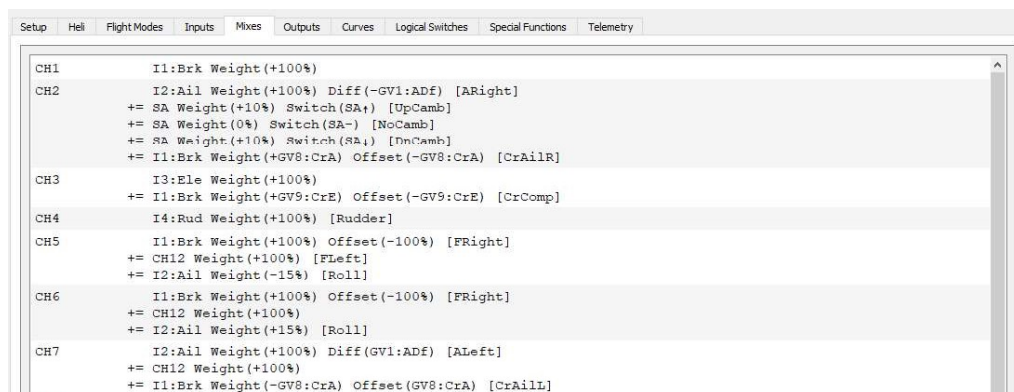 Setup Heli Flight Modes Inputs Mixes Outputs Curves Logical Switches Special Functions Telemetry
CH1 I1:Brk Weight(+100%)
CH2 I2:Ail Weight(+100%) Diff(-GV1:ADf) [ARight]
+= SA Weight(+10%) Switch(SA↑) [UpCamb]
+= SA Weight(0%) Switch(SA-) [NoCamb]
+= SA Weight(+10%) Switch(SA↓) [DnCamb]
+= I1:Brk Weight(+GV8:CrA) Offset(-GV8:CrA) [CrAilR]
CH3 I3:Ele Weight(+100%)
+= I1:Brk Weight(+GV9:CrE) Offset(-GV9:CrE) [CrComp]
CH4 I4:Rud Weight(+100%) [Rudder]
CH5 I1:Brk Weight(+100%) Offset(-100%) [FRight]
+= CH12 Weight(+100%) [FLeft]
+= I2:Ail Weight(-15%) [Roll]
CH6 I1:Brk Weight(+100%) Offset(-100%) [FRight]
+= CH12 Weight(+100%)
+= I2:Ail Weight(+15%) [Roll]
CH7 I2:Ail Weight(+100%) Diff(GV1:ADf) [ALeft]
+= CH12 Weight(+100%)
+= I1:Brk Weight(-GV8:CrA) Offset(GV8:CrA) [CrAilL]